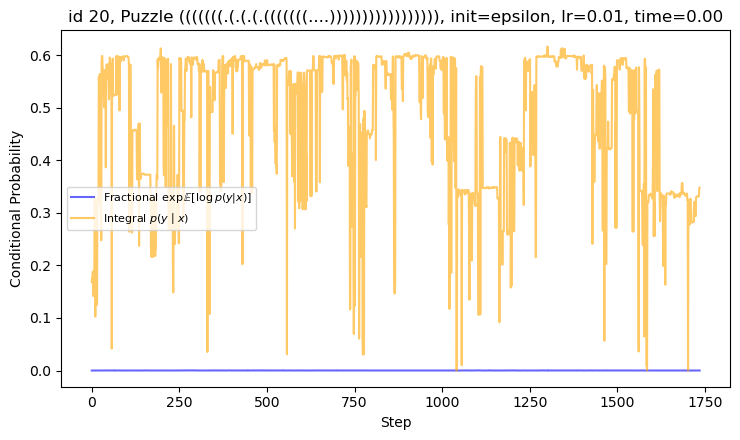 id 20, Puzzle (((((((.(.(.(.(((((((....))))))))))))))))), init=epsilon, lr=0.01, time=0.00
Conditional Probability
0.6
0.5
0.4
0.3
0.2
0.1
0.0
Fractional exp𝔼[log p(y|x)]
Integral p(y | x)
0 250 500 750 1000 1250 1500 1750
Step